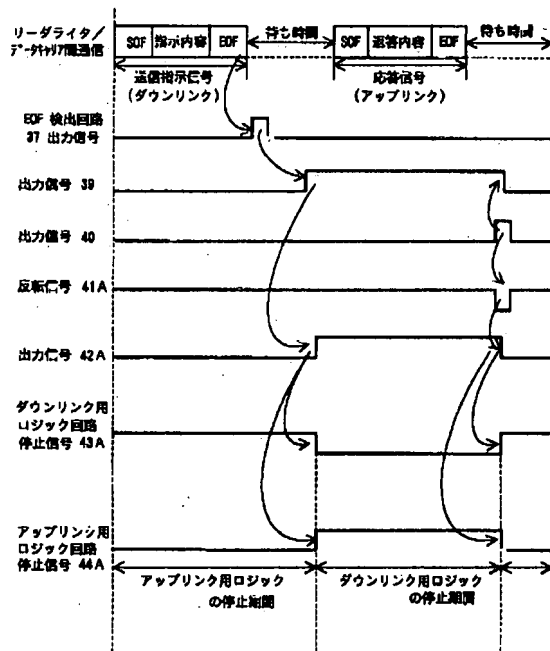 リーダライタ/
データキャリア間通信
SOF 指示内容 EOF
待ち時間
SOF 返答内容 EOF
待ち時間
送信指示信号
(ダウンリンク)
応答信号
(アップリンク)
EOF 検出回路
37 出力信号
出力信号 39
出力信号 40
反転信号 41A
出力信号 42A
ダウンリンク用
ロジック回路
停止信号 43A
アップリンク用
ロジック回路
停止信号 44A
アップリンク用ロジック
の停止期間
ダウンリンク用ロジック
の停止期間